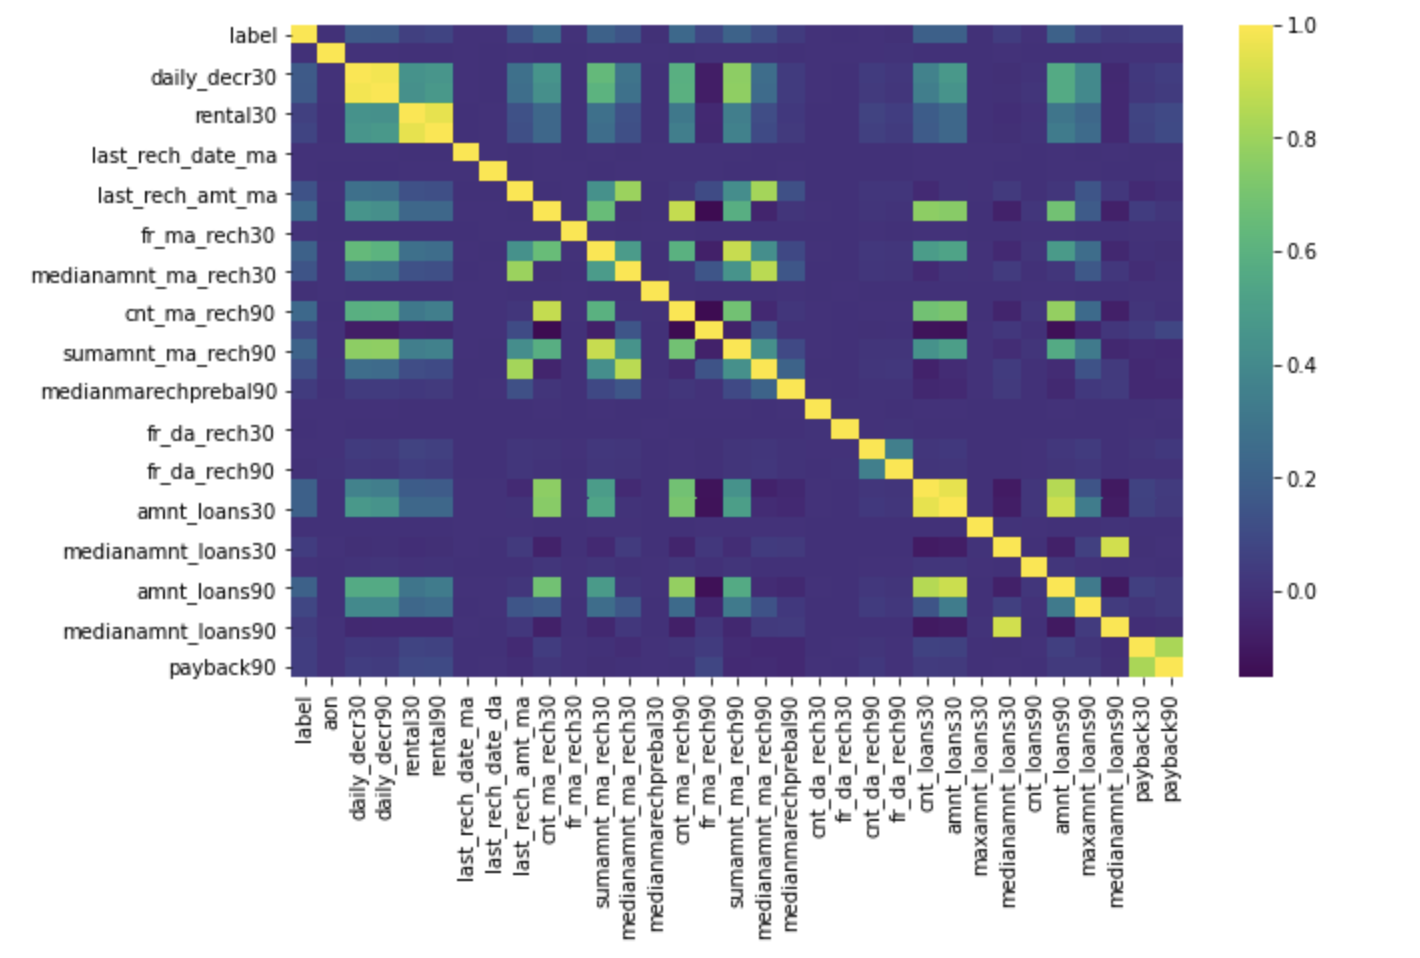 label
daily_decr30
rental30
last_rech_date_ma
last_rech_amt_ma
fr_ma_rech30
medianamnt_ma_rech30
cnt_ma_rech90
sumamnt_ma_rech90
medianmarechprebal90
fr_da_rech30
fr_da_rech90
amnt_loans30
medianamnt_loans30
amnt_loans90
medianamnt_loans90
payback90
label
aon
daily_decr30
daily_decr90
rental30
rental90
last_rech_date_ma
last_rech_date_da
last_rech_amt_ma
cnt_ma_rech30
fr_ma_rech30
sumamnt_ma_rech30
medianamnt_ma_rech30
medianmarechprebal30
cnt_ma_rech90
fr_ma_rech90
sumamnt_ma_rech90
medianamnt_ma_rech90
medianmarechprebal90
cnt_da_rech30
fr_da_rech30
cnt_da_rech90
fr_da_rech90
cnt_loans30
amnt_loans30
maxamnt_loans30
medianamnt_loans30
cnt_loans90
amnt_loans90
maxamnt_loans90
medianamnt_loans90
payback30
payback90
1.0
0.8
0.6
0.4
0.2
0.0